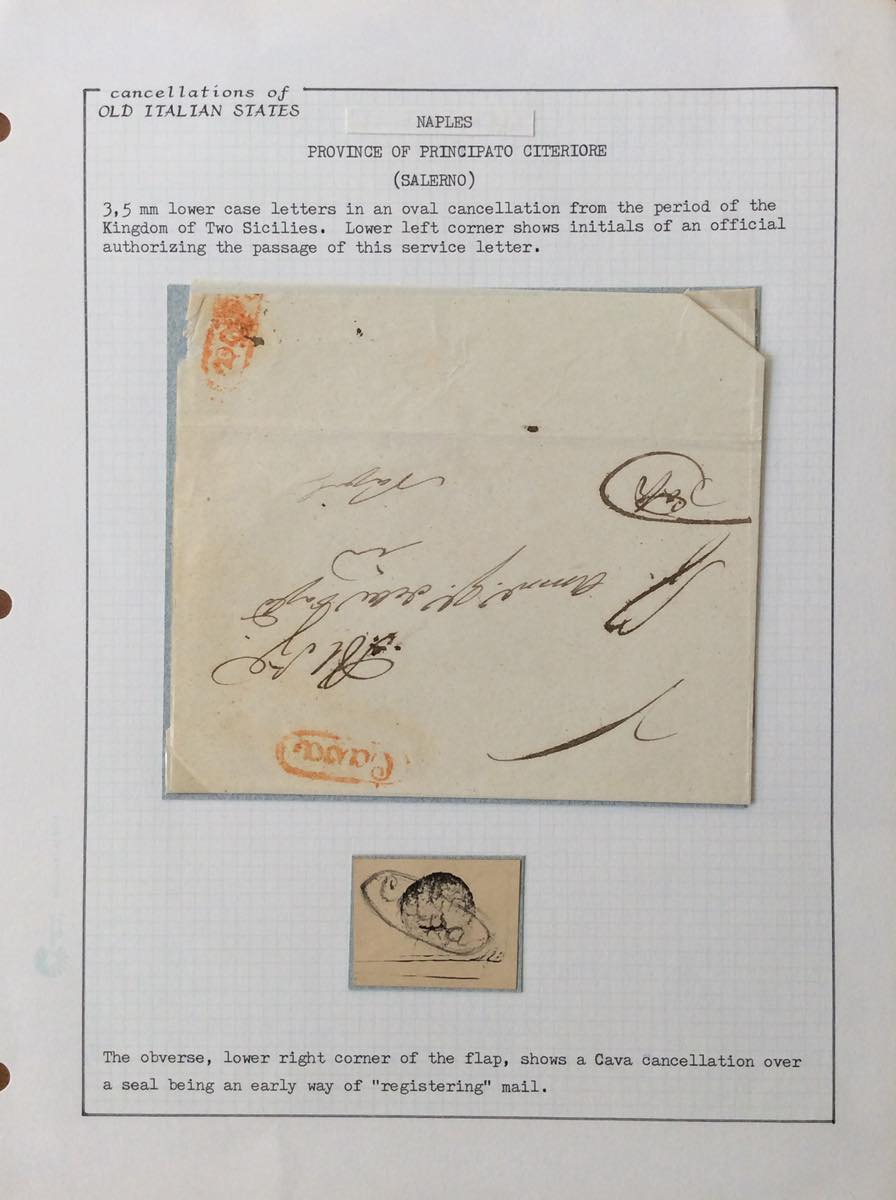 cancellations of
OLD ITALIAN STATES
NAPLES
PROVINCE OF PRINCIPATO CITERIORE
(SALERNO)
3,5 mm lower case letters in an oval cancellation from the period of the
Kingdom of Two Sicilies. Lower left corner shows initials of an official
authorizing the passage of this service letter.
in
Cava
The obverse, lower right corner of the flap, shows a Cava cancellation over
a seal being an early way of "registering" mail.